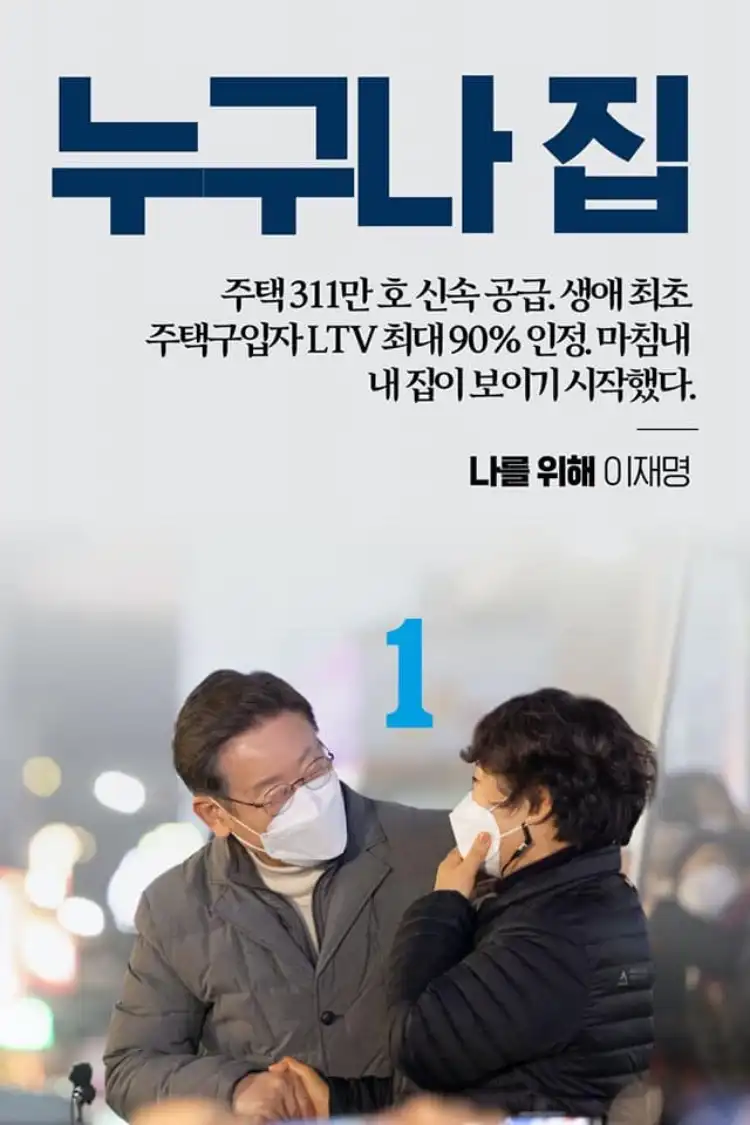 누구나 집
주택 311만 호 신속 공급. 생애 최초
주택구입자 LTV 최대 90% 인정. 마침내
내 집이 보이기 시작했다.
나를 위해 이재명
1